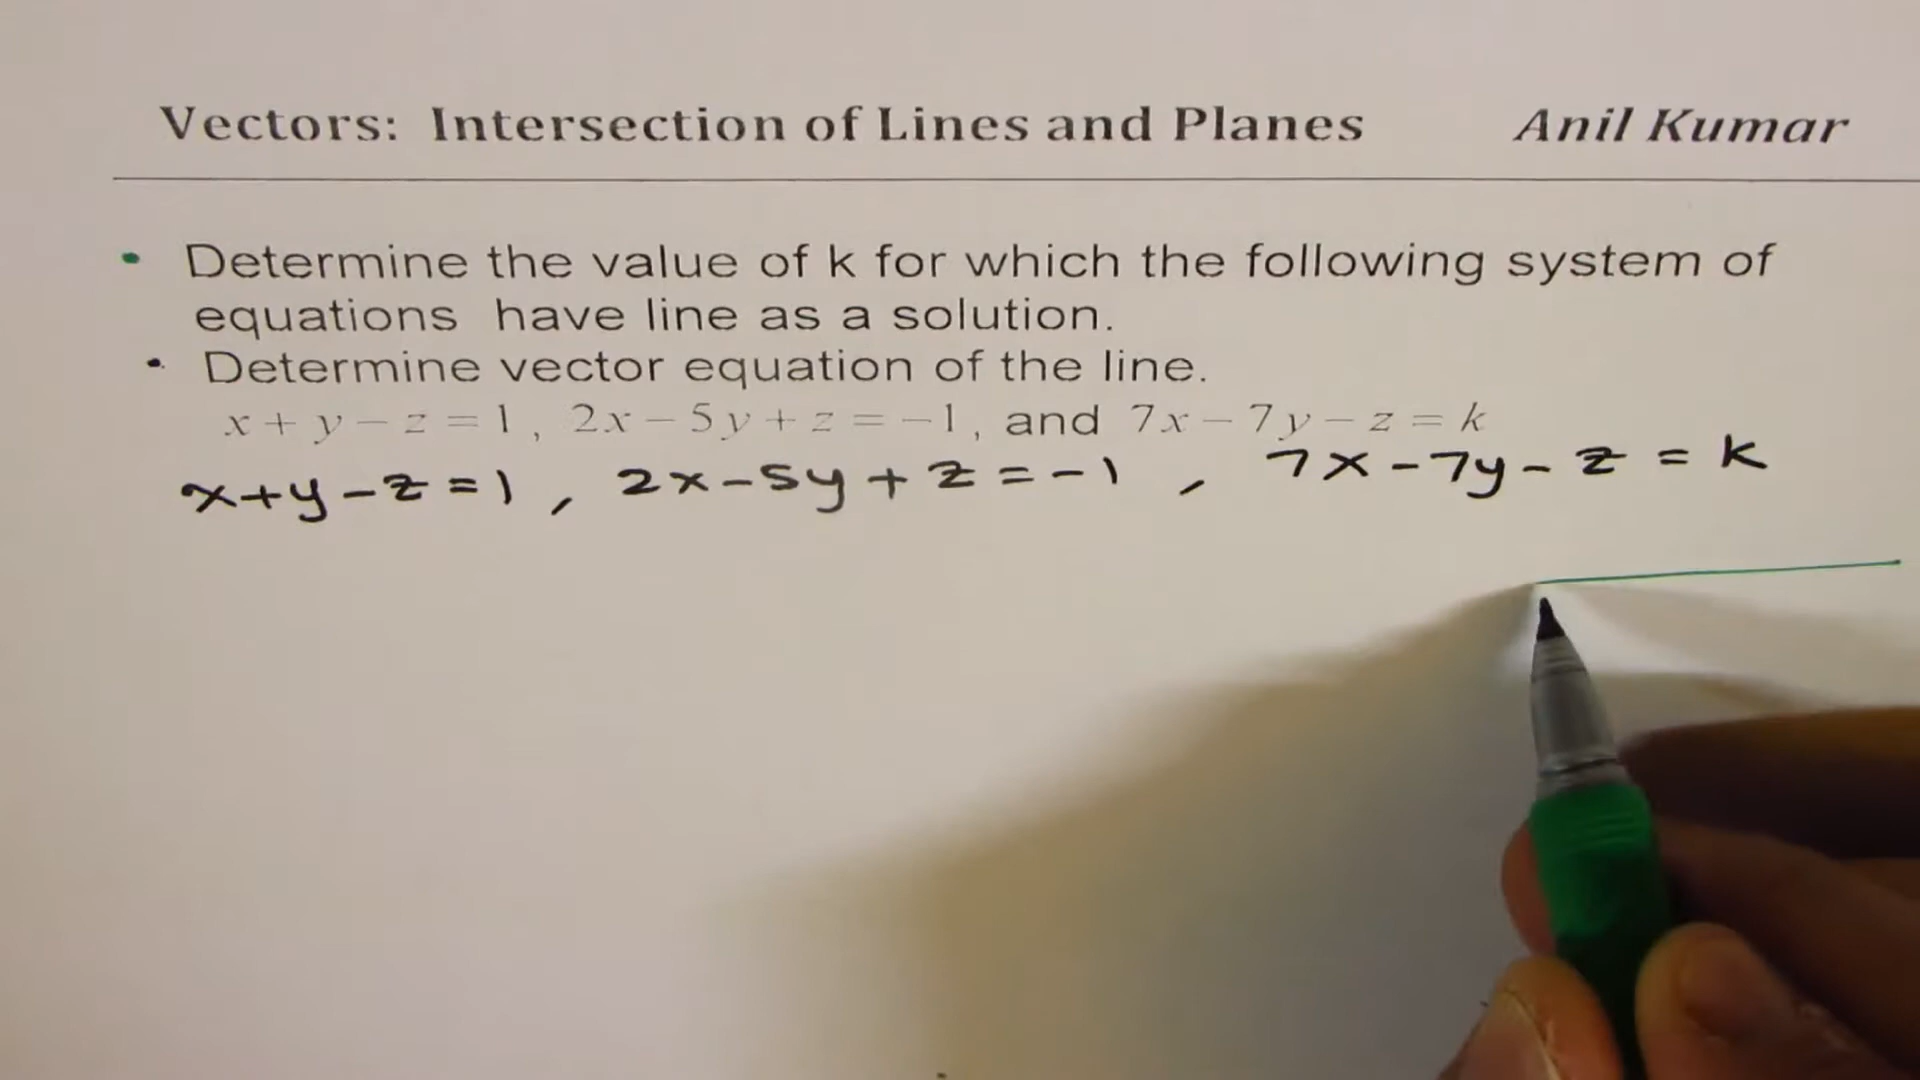 Vectors: Intersection of Lines and Planes Anil Kumar
• Determine the value of k for which the following system of
equations have line as a solution.
• Determine vector equation of the line.
x + y − z = 1 , 2x − 5y + z = −1 , and 7x − 7y − z = k
x+y−z=1 , 2x−5y+z=−1 , 7x−7y−z=k